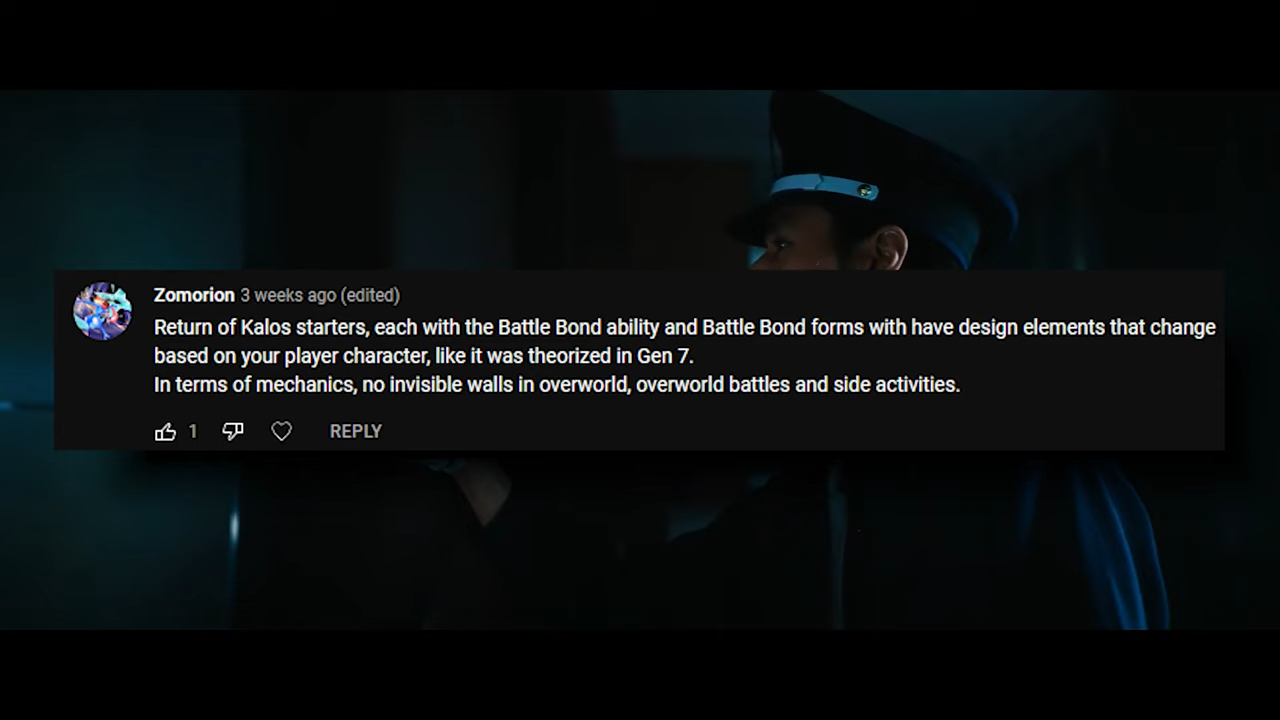 Zomorion 3 weeks ago (edited)
Return of Kalos starters, each with the Battle Bond ability and Battle Bond forms with have design elements that change
based on your player character, like it was theorized in Gen 7.
In terms of mechanics, no invisible walls in overworld, overworld battles and side activities.
1 REPLY